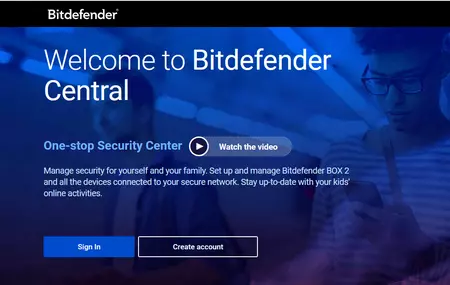 Bitdefender®
Welcome to Bitdefender
Central
One-stop Security Center
Watch the video
Manage security for yourself and your family. Set up and manage Bitdefender BOX 2
and all the devices connected to your secure network. Stay up-to-date with your kids'
online activities.
Sign In
Create account